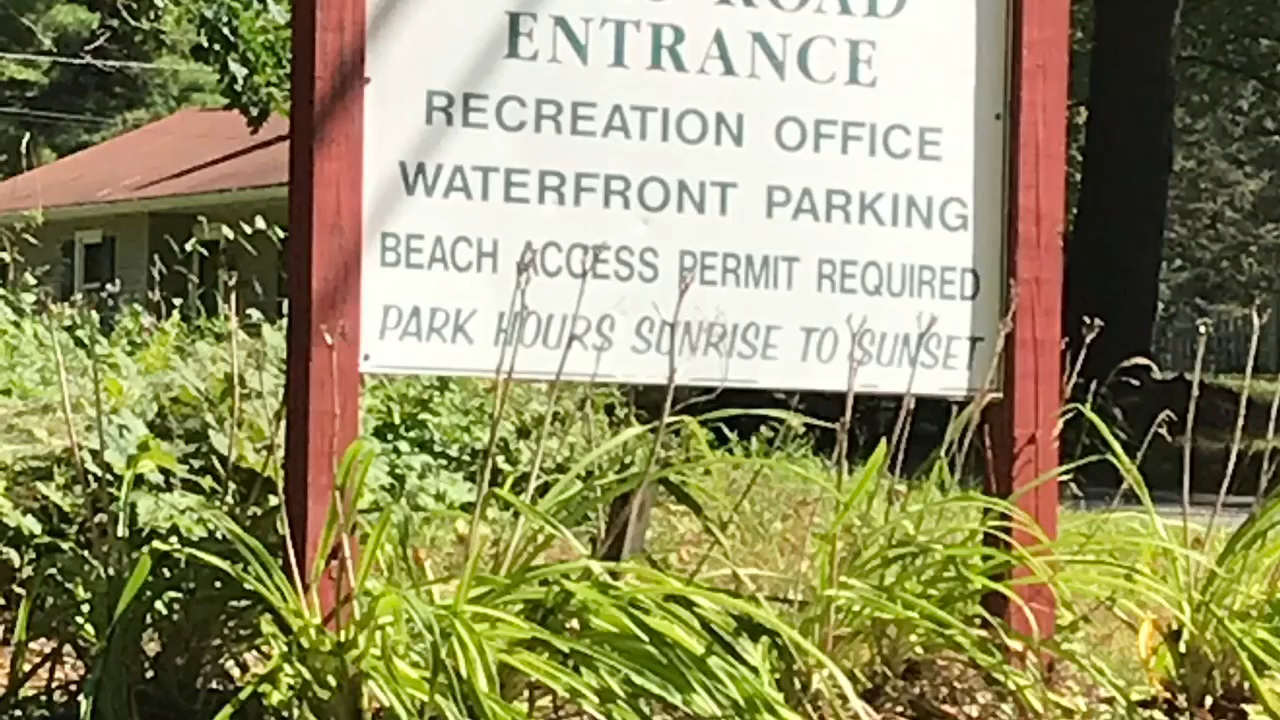 ROAD
ENTRANCE
RECREATION OFFICE
WATERFRONT PARKING
BEACH ACCESS PERMIT REQUIRED
PARK HOURS SUNRISE TO SUNSET